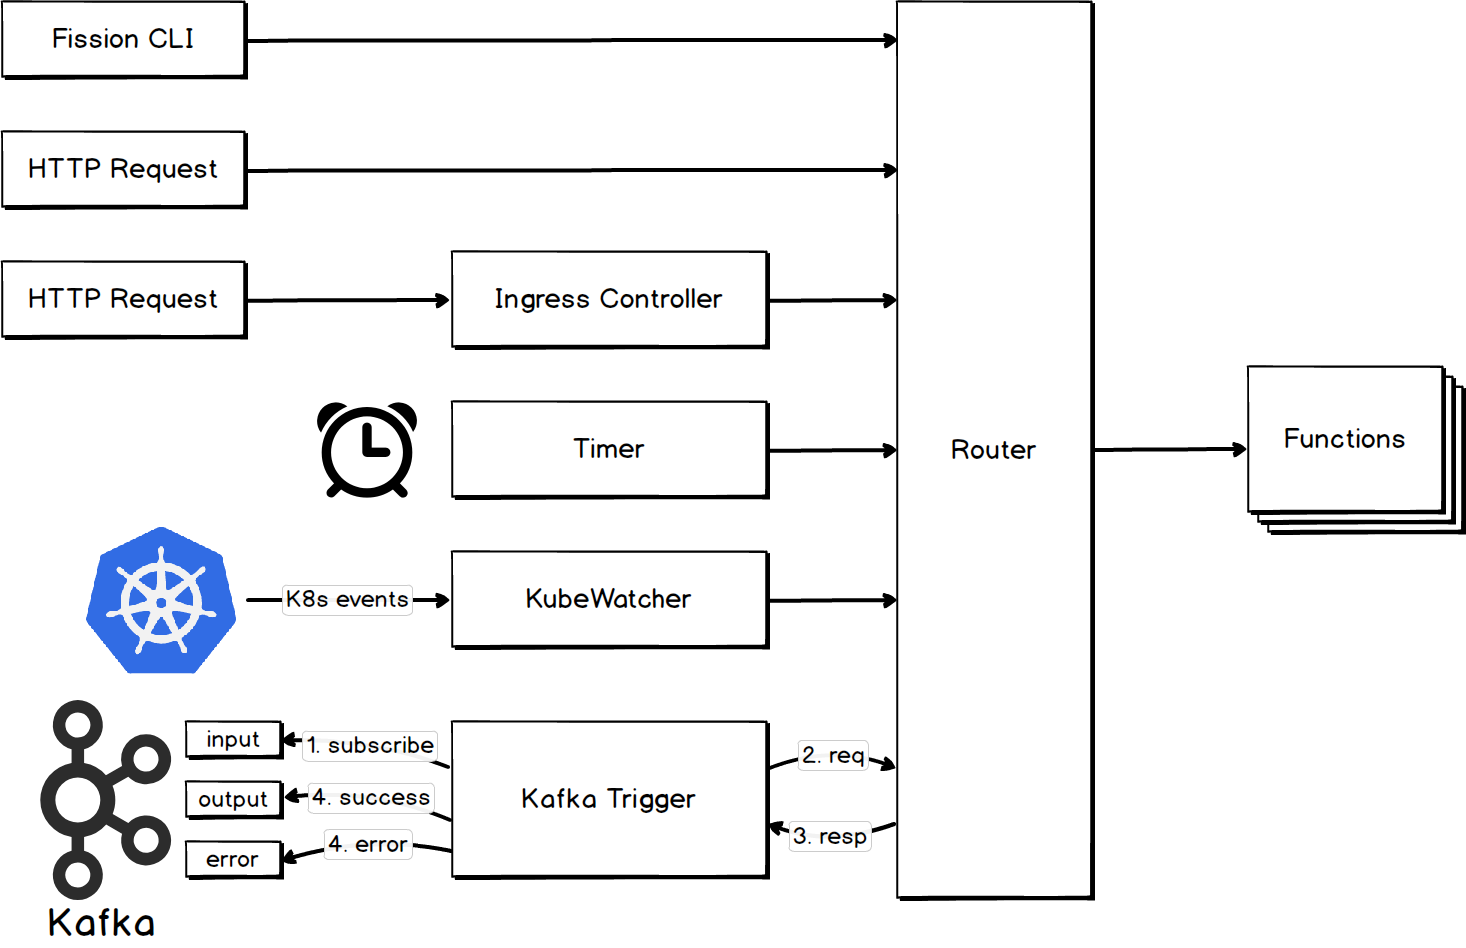 Fission CLI
HTTP Request
HTTP Request
Ingress Controller
Timer
Router
Functions
K8s events
KubeWatcher
input
1. subscribe
output
4. success
error
4. error
Kafka Trigger
2. req
3. resp
Kafka